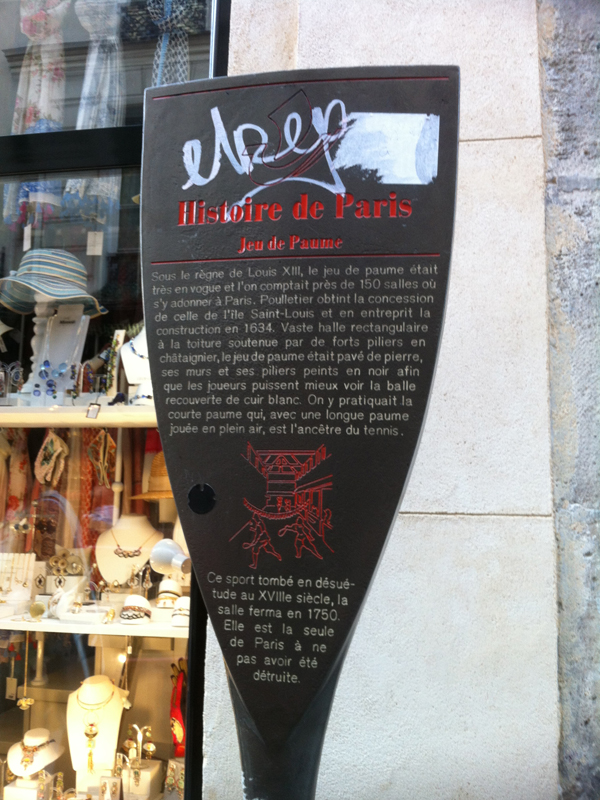 Histoire de Paris
Jeu de Paume
Sous le règne de Louis XIII, le jeu de paume était
très en vogue et l'on comptait près de 150 salles où
s'y adonner à Paris. Poulletier obtint la concession
de celle de l'île Saint-Louis et en entreprit la
construction en 1634. Vaste halle rectangulaire
à la toiture soutenue par de forts piliers en
châtaignier, le jeu de paume était pavé de pierre,
ses murs et ses piliers peints en noir afin
que les joueurs puissent mieux voir la balle
recouverte de cuir blanc. On y pratiquait la
courte paume qui, avec une longue paume
jouée en plein air, est l'ancêtre du tennis.
Ce sport tombé en désué-
tude au XVIIIe siècle, la
salle ferma en 1750.
Elle est la seule
de Paris à ne
pas avoir été
détruite.